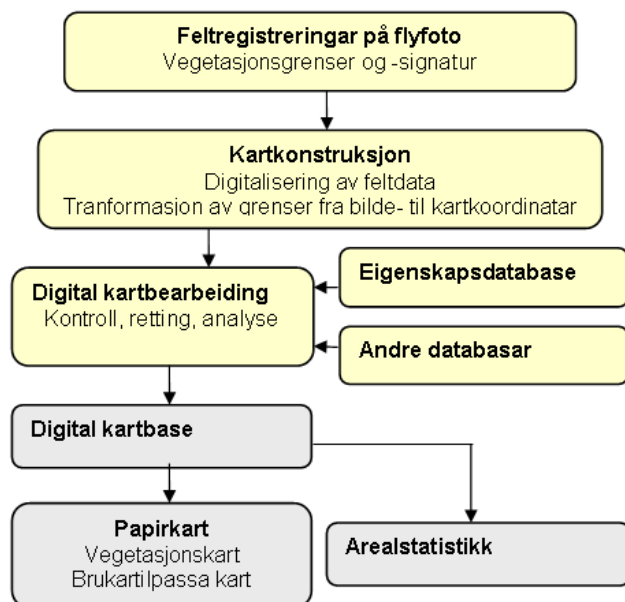 Feltregistreringar på flyfoto
Vegetasjonsgrenser og -signatur
Kartkonstruksjon
Digitalisering av feltdata
Tranformasjon av grenser fra bilde- til kartkoordinatar
Digital kartbearbeiding
Kontroll, retting, analyse
Eigenskapsdatabase
Andre databasar
Digital kartbase
Papirkart
Vegetasjonskart
Brukartilpassa kart
Arealstatistikk